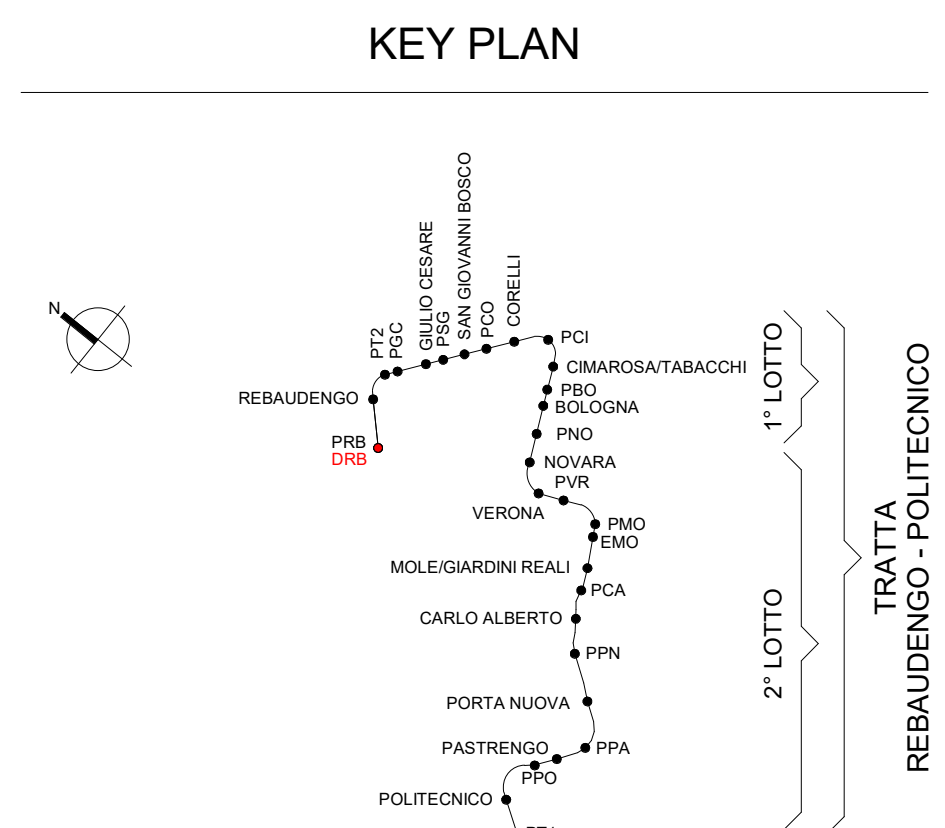 KEY PLAN
N
PT2
PGC
GIULIO CESARE
PSG
SAN GIOVANNI BOSCO
PCO
CORELLI
PCI
CIMAROSA/TABACCHI
REBAUDENGO
PBO
BOLOGNA
PRB
DRB
PNO
NOVARA
PVR
VERONA
PMO
EMO
MOLE/GIARDINI REALI
PCA
CARLO ALBERTO
PPN
PORTA NUOVA
PASTRENGO
PPA
PPO
POLITECNICO
1° LOTTO
2° LOTTO
TRATTA
REBAUDENGO - POLITECNICO